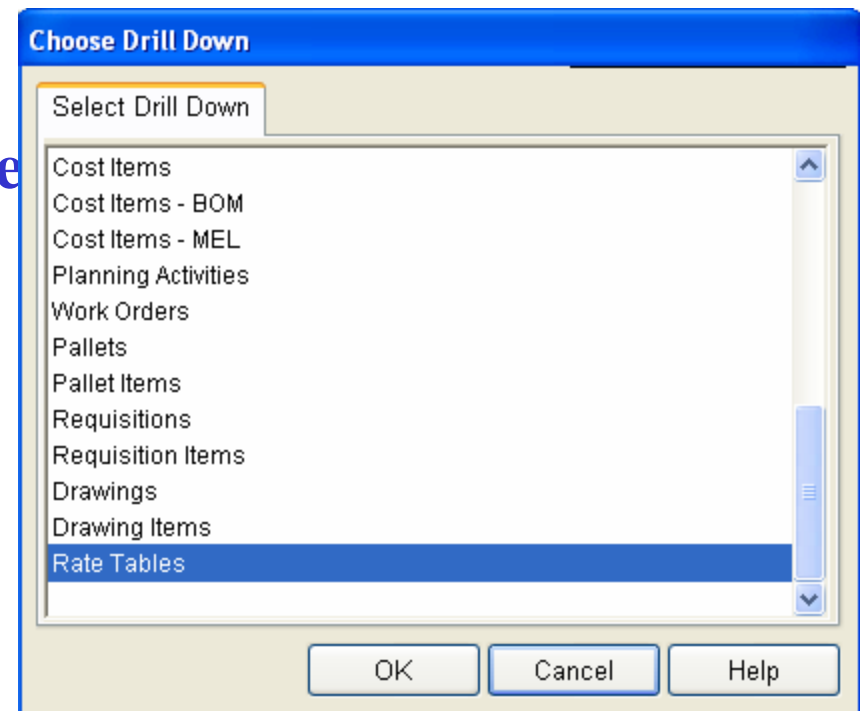 Choose Drill Down
Select Drill Down
e
Cost Items
Cost Items - BOM
Cost Items - MEL
Planning Activities
Work Orders
Pallets
Pallet Items
Requisitions
Requisition Items
Drawings
Drawing Items
Rate Tables
OK Cancel Help